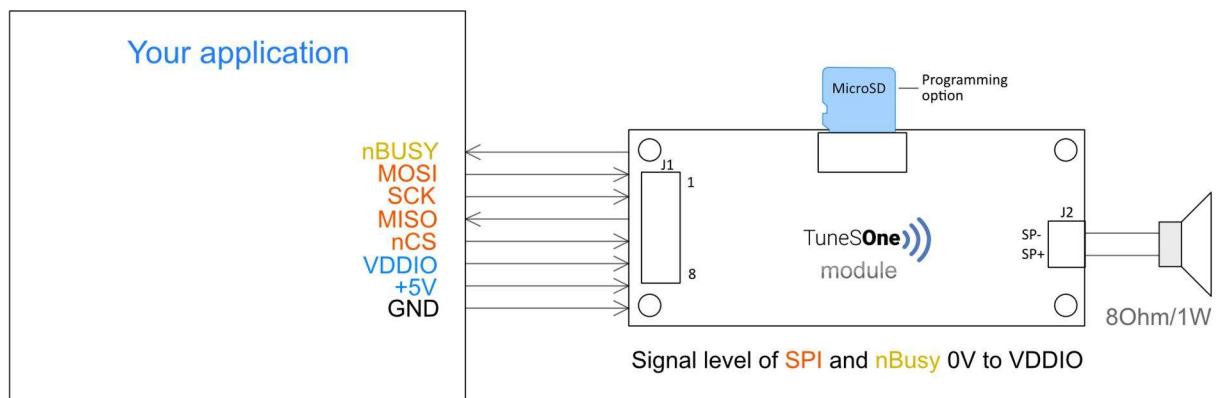 Your application
MicroSD
Programming
option
nBUSY
MOSI
SCK
MISO
nCS
VDDIO
+5V
GND
J1
1
8
TuneSOne
module
J2
SP-
SP+
8Ohm/1W
Signal level of SPI and nBusy 0V to VDDIO